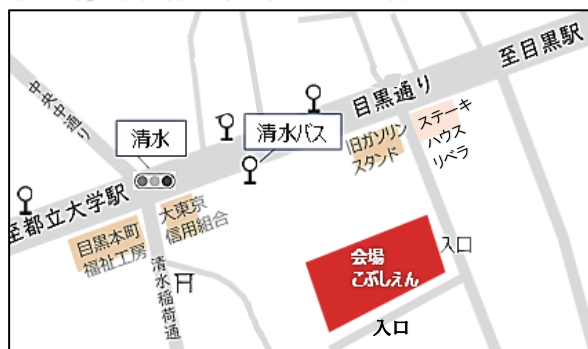 至目黒駅
目黒通り
中央中通り
清水
清水バス
旧ガソリン
スタンド
ステーキ
ハウス
リベラ
至都立大学駅
大東京
信用組合
目黒本町
福祉工房
清水稲荷通
会場
こぶしえん
入口
入口